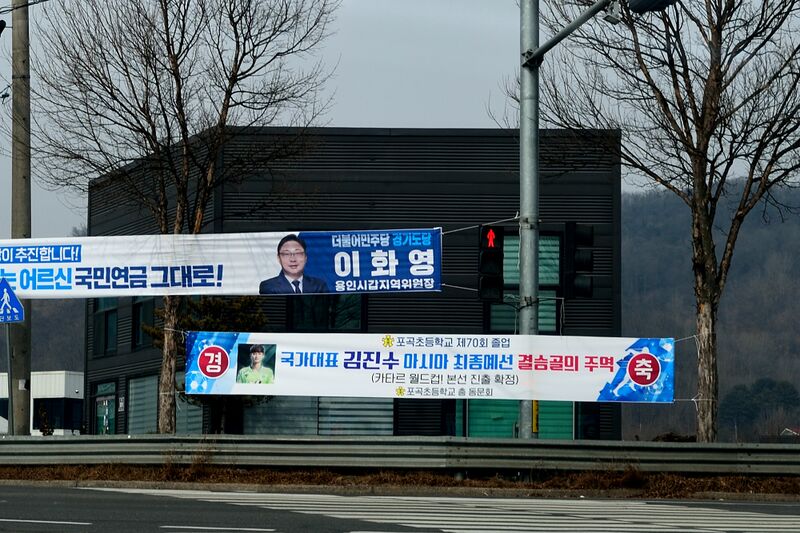 이 추진합니다!
는 어르신 국민연금 그대로!
더불어민주당 경기도당
이화영
용인시갑지역위원장
포곡초등학교 제70회 졸업
경 국가대표 김진수 아시아 최종예선 결승골의 주역 축
(카타르 월드컵! 본선 진출 확정)
포곡초등학교 총 동문회